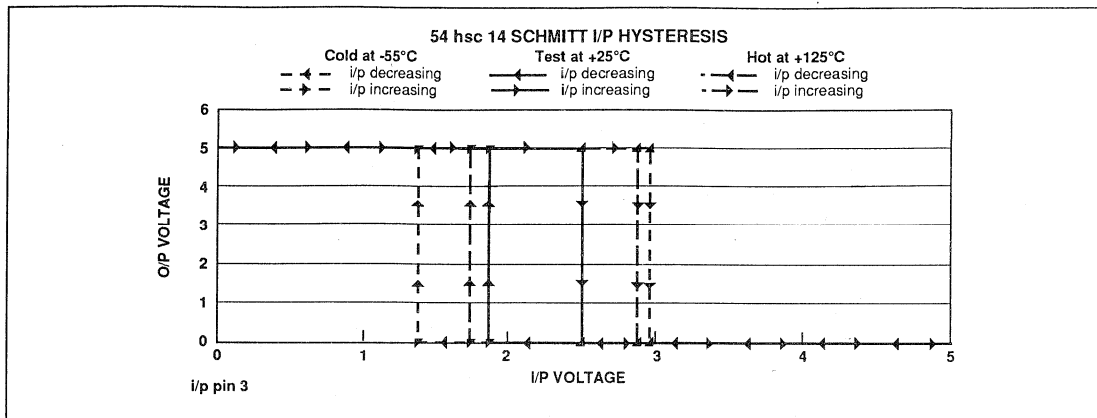 54 hsc 14 SCHMITT I/P HYSTERESIS
Cold at -55°C Test at +25°C Hot at +125°C
i/p decreasing i/p decreasing i/p decreasing
i/p increasing i/p increasing i/p increasing
6
5
4
3
2
1
0
O/P VOLTAGE
0 1 2 3 4 5
I/P VOLTAGE
i/p pin 3